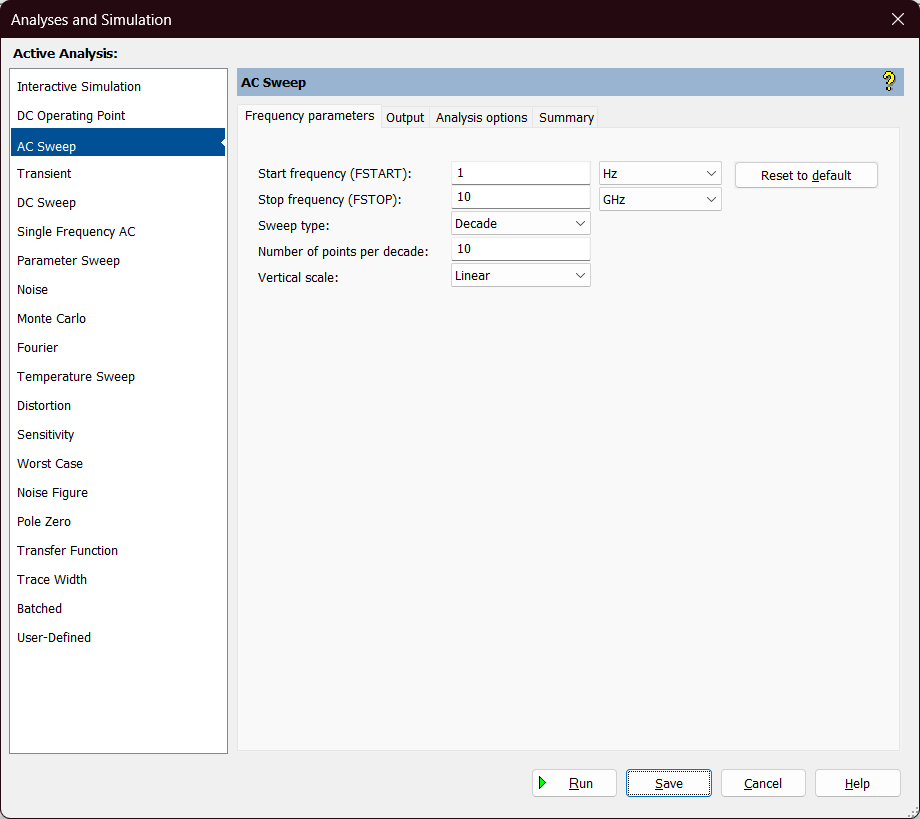 Analyses and Simulation
Active Analysis:
Interactive Simulation
DC Operating Point
AC Sweep
Transient
DC Sweep
Single Frequency AC
Parameter Sweep
Noise
Monte Carlo
Fourier
Temperature Sweep
Distortion
Sensitivity
Worst Case
Noise Figure
Pole Zero
Transfer Function
Trace Width
Batched
User-Defined
AC Sweep ?
Frequency parameters Output Analysis options Summary
Start frequency (FSTART): 1 Hz Reset to default
Stop frequency (FSTOP): 10 GHz
Sweep type: Decade
Number of points per decade: 10
Vertical scale: Linear
Run Save Cancel Help